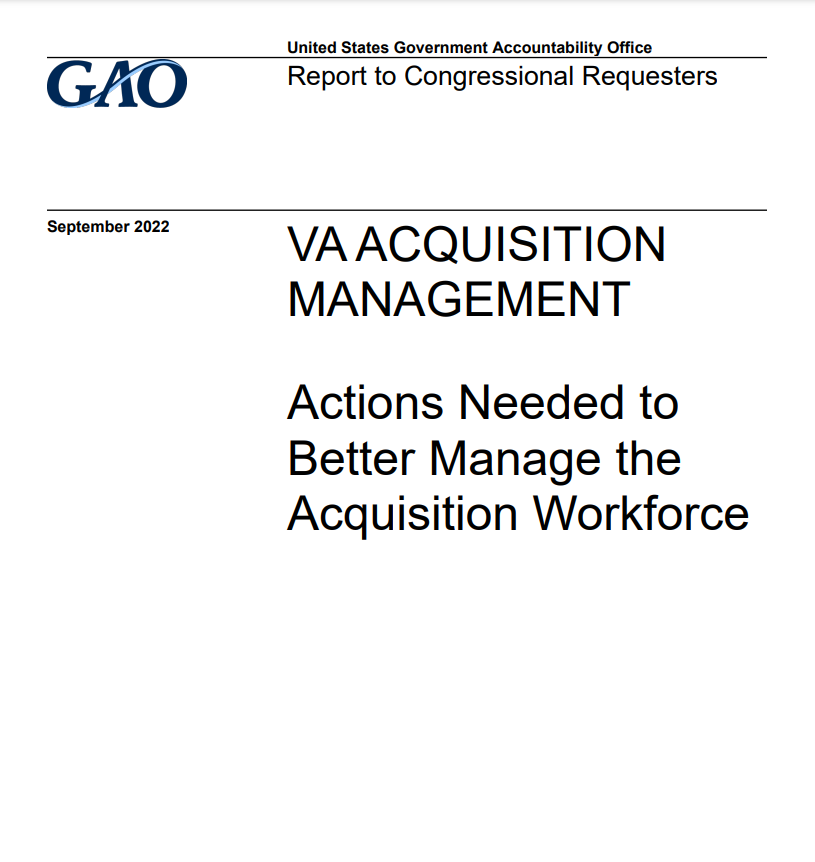 United States Government Accountability Office
GAO
Report to Congressional Requesters
September 2022
VA ACQUISITION
MANAGEMENT
Actions Needed to
Better Manage the
Acquisition Workforce